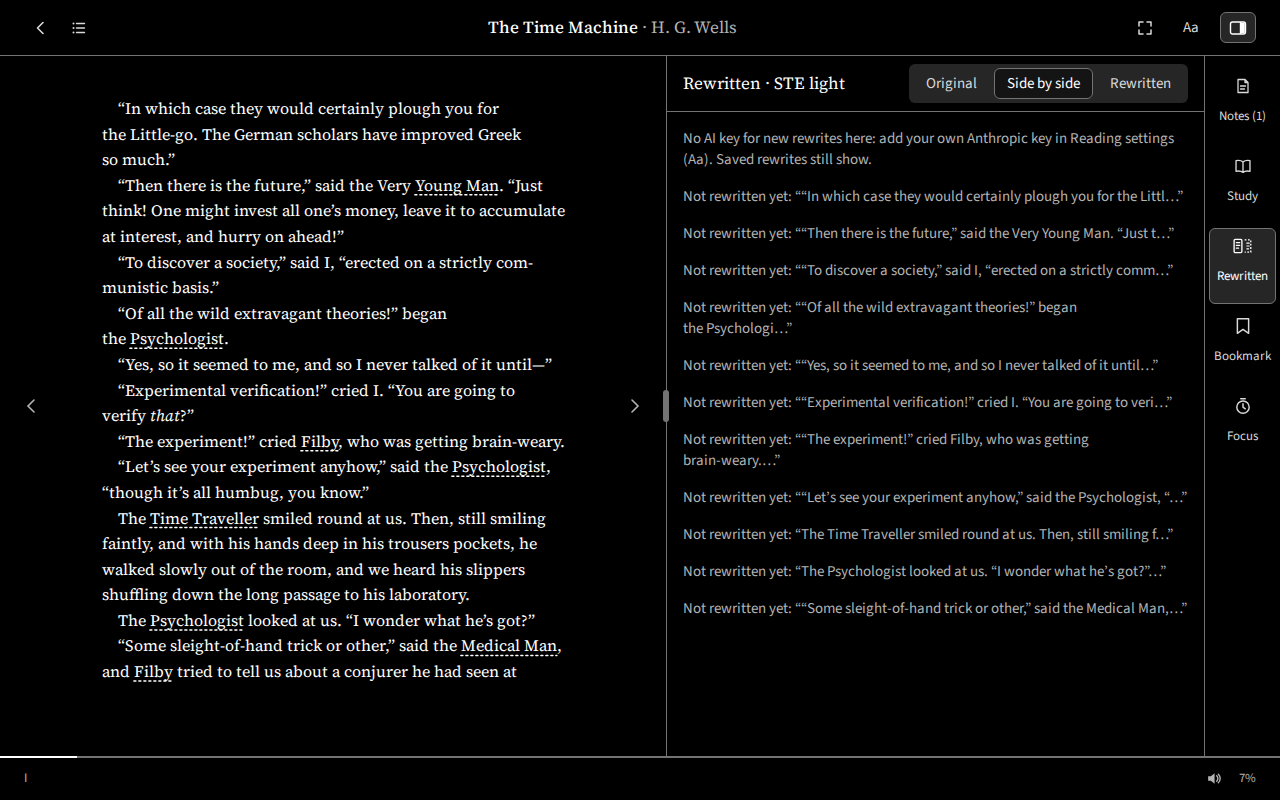 The Time Machine · H. G. Wells
Aa
“In which case they would certainly plough you for
the Little-go. The German scholars have improved Greek
so much.”
“Then there is the future,” said the Very Young Man. “Just
think! One might invest all one’s money, leave it to accumulate
at interest, and hurry on ahead!”
“To discover a society,” said I, “erected on a strictly com-
munistic basis.”
“Of all the wild extravagant theories!” began
the Psychologist.
“Yes, so it seemed to me, and so I never talked of it until—”
“Experimental verification!” cried I. “You are going to
verify that?”
“The experiment!” cried Filby, who was getting brain-weary.
“Let’s see your experiment anyhow,” said the Psychologist,
“though it’s all humbug, you know.”
The Time Traveller smiled round at us. Then, still smiling
faintly, and with his hands deep in his trousers pockets, he
walked slowly out of the room, and we heard his slippers
shuffling down the long passage to his laboratory.
The Psychologist looked at us. “I wonder what he’s got?”
“Some sleight-of-hand trick or other,” said the Medical Man,
and Filby tried to tell us about a conjurer he had seen at
Rewritten · STE light
Original
Side by side
Rewritten
No AI key for new rewrites here: add your own Anthropic key in Reading settings
(Aa). Saved rewrites still show.
Not rewritten yet: ““In which case they would certainly plough you for the Littl…”
Not rewritten yet: ““Then there is the future,” said the Very Young Man. “Just t…”
Not rewritten yet: ““To discover a society,” said I, “erected on a strictly comm…”
Not rewritten yet: ““Of all the wild extravagant theories!” began
the Psychologi…”
Not rewritten yet: ““Yes, so it seemed to me, and so I never talked of it until…”
Not rewritten yet: ““Experimental verification!” cried I. “You are going to veri…”
Not rewritten yet: ““The experiment!” cried Filby, who was getting
brain-weary.…”
Not rewritten yet: ““Let’s see your experiment anyhow,” said the Psychologist, “…”
Not rewritten yet: “The Time Traveller smiled round at us. Then, still smiling f…”
Not rewritten yet: “The Psychologist looked at us. “I wonder what he’s got?”…”
Not rewritten yet: ““Some sleight-of-hand trick or other,” said the Medical Man,…”
Notes (1)
Study
Rewritten
Bookmark
Focus
I
7%